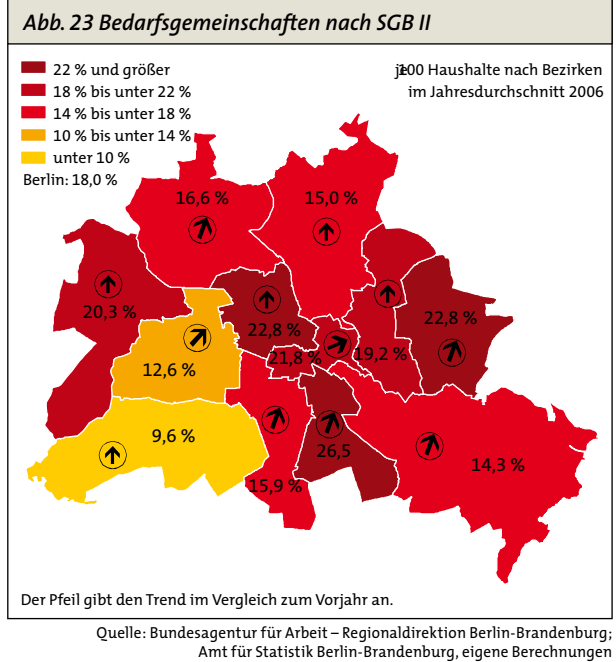 Abb. 23 Bedarfsgemeinschaften nach SGB II
22 % und größer
18 % bis unter 22 %
14 % bis unter 18 %
10 % bis unter 14 %
unter 10 %
Berlin: 18,0 %
je100 Haushalte nach Bezirken
im Jahresdurchschnitt 2006
16,6 %
15,0 %
20,3 %
22,8 %
22,8 %
21,8 %
19,2 %
12,6 %
9,6 %
26,5
14,3 %
15,9 %
Der Pfeil gibt den Trend im Vergleich zum Vorjahr an.
Quelle: Bundesagentur für Arbeit – Regionaldirektion Berlin-Brandenburg;
Amt für Statistik Berlin-Brandenburg, eigene Berechnungen